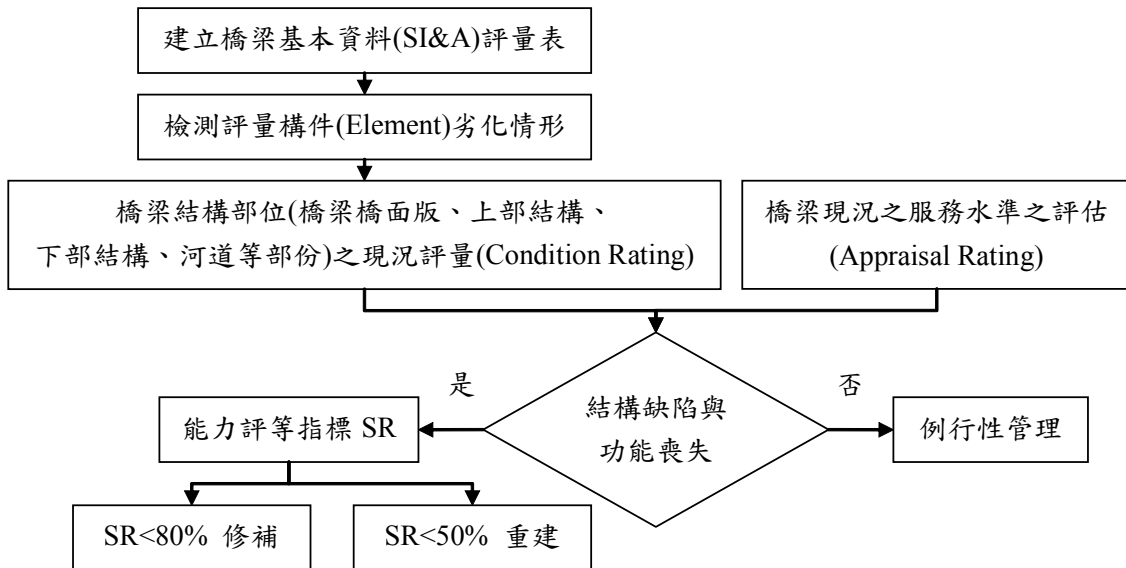 建立橋梁基本資料(SI&A)評量表
檢測評量構件(Element)劣化情形
橋梁結構部位(橋梁橋面版、上部結構、
下部結構、河道等部份)之現況評量(Condition Rating)
橋梁現況之服務水準之評估
(Appraisal Rating)
是
結構缺陷與
功能喪失
否
能力評等指標 SR
例行性管理
SR<80% 修補
SR<50% 重建